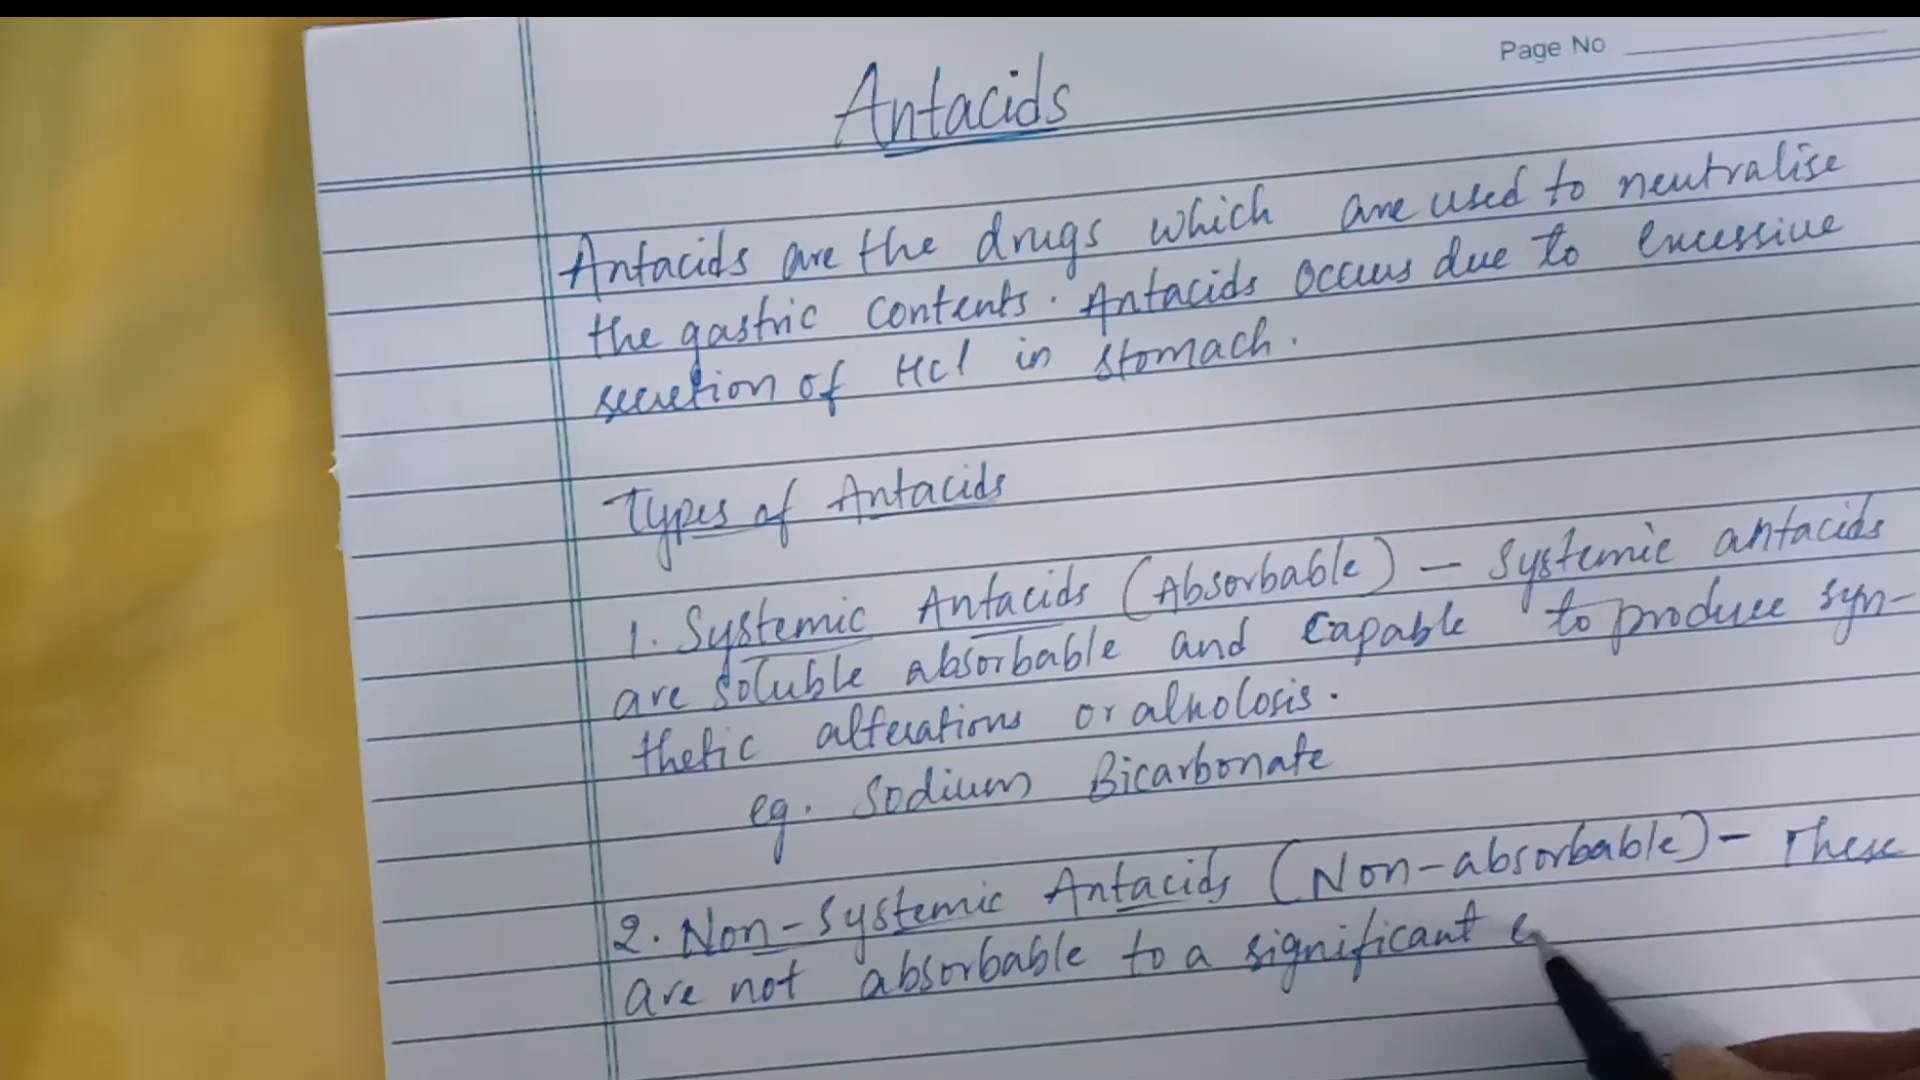 Page No
Antacids
Antacids are the drugs which are used to neutralise
the gastric contents. Antacids occurs due to excessive
secretion of HCl in stomach.
Types of Antacids
1. Systemic Antacids (Absorbable) - Systemic antacids
are soluble absorbable and capable to produce syn-
thetic alterations or alkolosis.
eg. Sodium Bicarbonate
2. Non-Systemic Antacids (Non-absorbable) - These
are not absorbable to a significant e